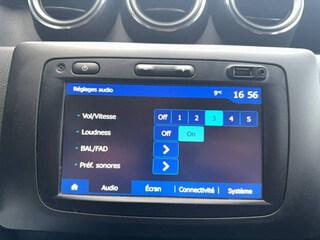 Réglages audio 9°C 16 56
Vol/Vitesse Off 1 2 3 4 5
Loudness Off On
BAL/FAD >
Préf. sonores >
Audio Écran Connectivité Système